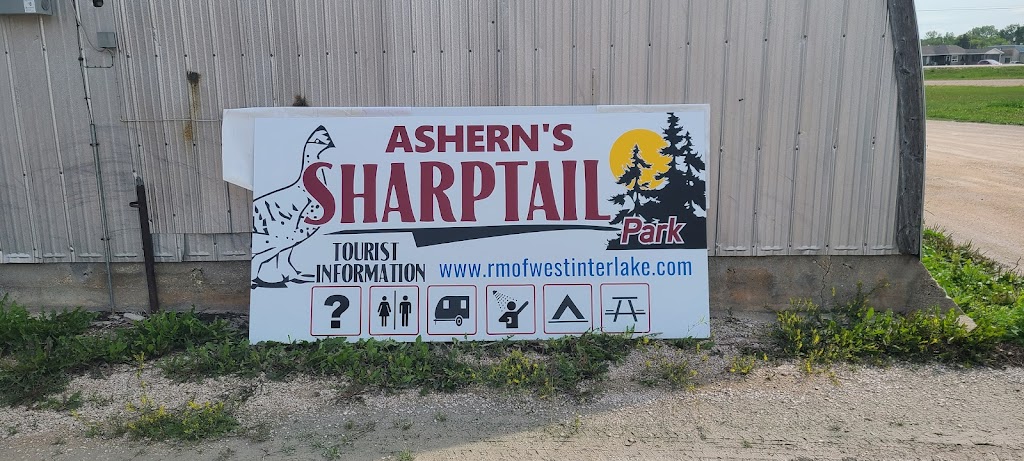 ASHERN'S
SHARPTAIL
Park
TOURIST
INFORMATION
www.rmofwestinterlake.com
?